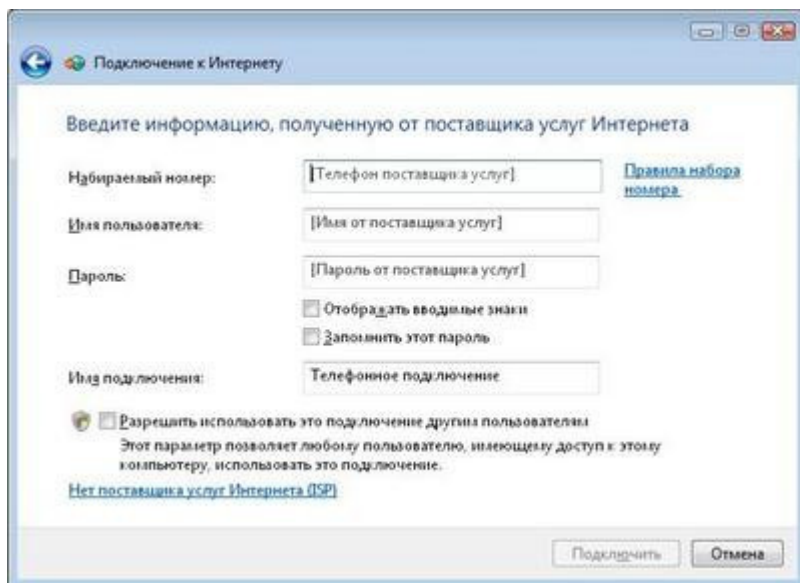 Подключение к Интернету
Введите информацию, полученную от поставщика услуг Интернета
Набираемый номер:
[Телефон поставщика услуг]
Правила набора
номера
Имя пользователя:
[Имя от поставщика услуг]
Пароль:
[Пароль от поставщика услуг]
Отображать вводимые знаки
Запомнить этот пароль
Имя подключения:
Телефонное подключение
Разрешить использовать это подключение другим пользователям
Этот параметр позволяет любому пользователю, имеющему доступ к этому
компьютеру, использовать это подключение.
Нет поставщика услуг Интернета (ISP)
Подключить
Отмена